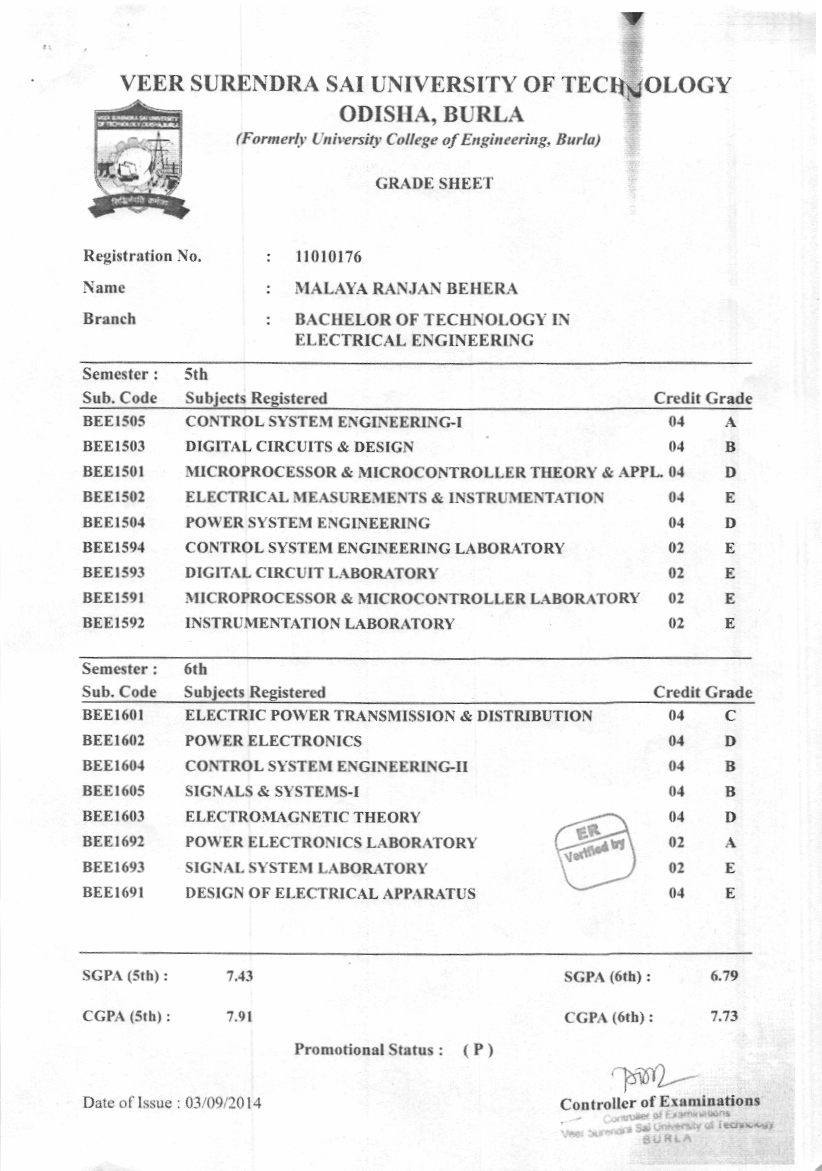 VEER SURENDRA SAI UNIVERSITY OF TECHNOLOGY
ODISHA, BURLA
(Formerly University College of Engineering, Burla)
VEER SURENDRA SAI UNIVERSITY
OF TECHNOLOGY ODISHA, BURLA
GRADE SHEET
Registration No. : 11010176
Name : MALAYA RANJAN BEHERA
Branch : BACHELOR OF TECHNOLOGY IN
ELECTRICAL ENGINEERING
Semester : 5th
Sub. Code Subjects Registered Credit Grade
BEE1505 CONTROL SYSTEM ENGINEERING-I 04 A
BEE1503 DIGITAL CIRCUITS & DESIGN 04 B
BEE1501 MICROPROCESSOR & MICROCONTROLLER THEORY & APPL. 04 D
BEE1502 ELECTRICAL MEASUREMENTS & INSTRUMENTATION 04 E
BEE1504 POWER SYSTEM ENGINEERING 04 D
BEE1594 CONTROL SYSTEM ENGINEERING LABORATORY 02 E
BEE1593 DIGITAL CIRCUIT LABORATORY 02 E
BEE1591 MICROPROCESSOR & MICROCONTROLLER LABORATORY 02 E
BEE1592 INSTRUMENTATION LABORATORY 02 E
Semester : 6th
Sub. Code Subjects Registered Credit Grade
BEE1601 ELECTRIC POWER TRANSMISSION & DISTRIBUTION 04 C
BEE1602 POWER ELECTRONICS 04 D
BEE1604 CONTROL SYSTEM ENGINEERING-II 04 B
BEE1605 SIGNALS & SYSTEMS-I 04 B
BEE1603 ELECTROMAGNETIC THEORY 04 D
BEE1692 POWER ELECTRONICS LABORATORY 02 A
BEE1693 SIGNAL SYSTEM LABORATORY 02 E
BEE1691 DESIGN OF ELECTRICAL APPARATUS 04 E
ER
Verified by
SGPA (5th) : 7.43 SGPA (6th) : 6.79
CGPA (5th) : 7.91 CGPA (6th) : 7.73
Promotional Status : ( P )
Date of Issue : 03/09/2014 Controller of Examinations
Controller of Examinations
Veer Surendra Sai University of Technology
BURLA